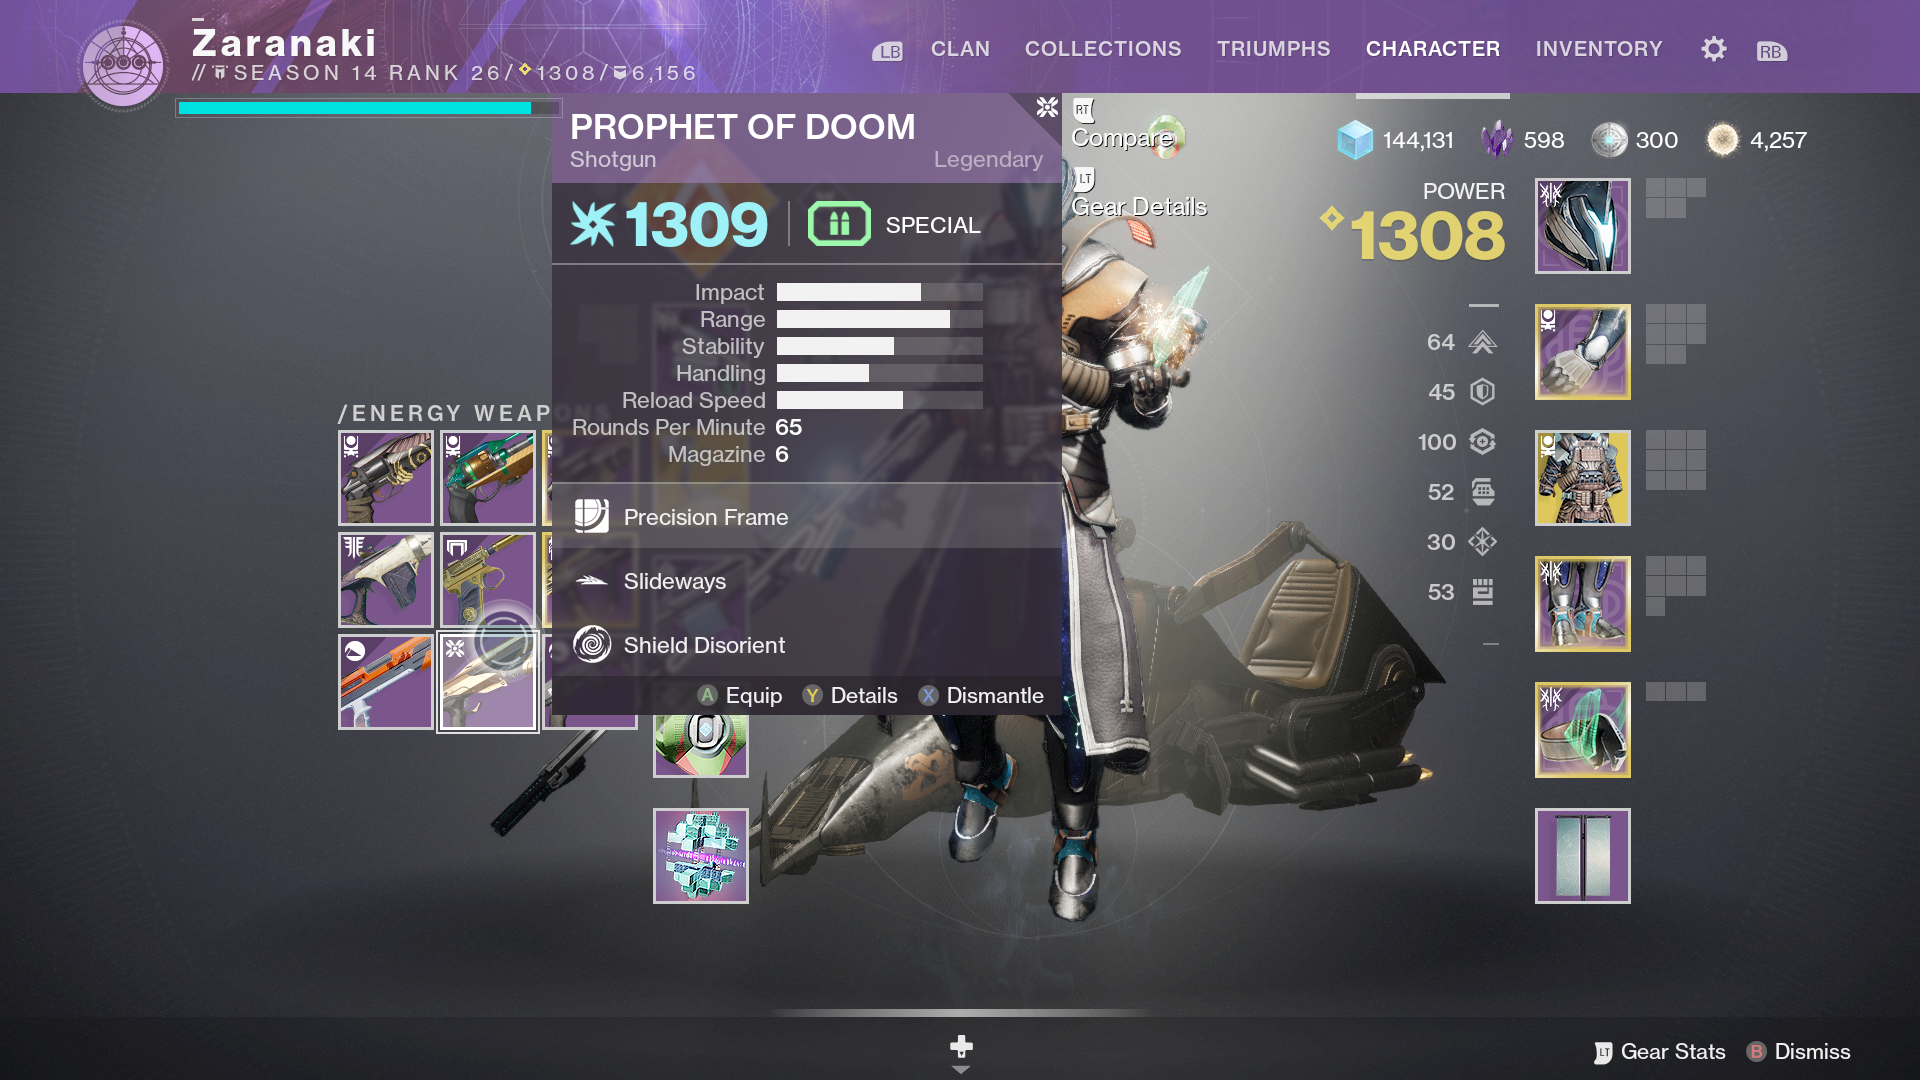 Zaranaki
// SEASON 14 RANK 26/ 1308/ 6,156
LB CLAN COLLECTIONS TRIUMPHS CHARACTER INVENTORY RB
PROPHET OF DOOM
Shotgun Legendary
RT
Compare
LT
Gear Details
144,131 598 300 4,257
POWER
1308
1309 SPECIAL
Impact
Range
Stability
Handling
Reload Speed
Rounds Per Minute 65
Magazine 6
64
45
100
52
30
53
/ENERGY WEAPONS
Precision Frame
Slideways
Shield Disorient
A Equip Y Details X Dismantle
LT Gear Stats B Dismiss